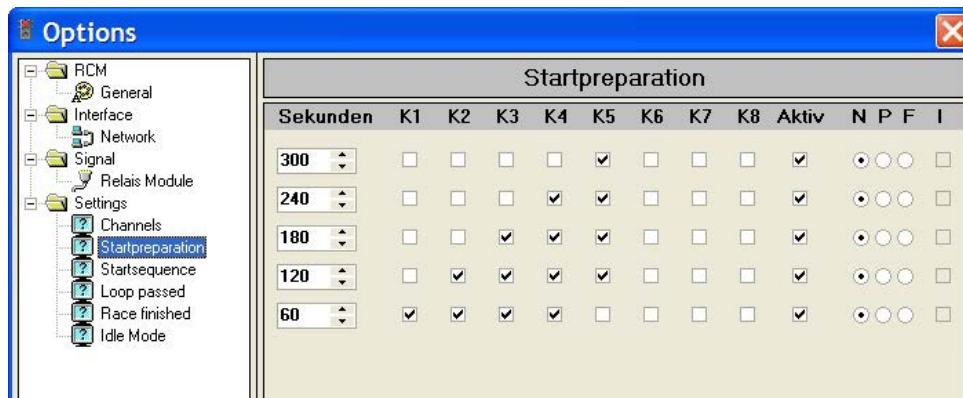 Options
RCM
General
Interface
Network
Signal
Relais Module
Settings
Channels
Startpreparation
Startsequence
Loop passed
Race finished
Idle Mode
Startpreparation
Sekunden K1 K2 K3 K4 K5 K6 K7 K8 Aktiv N P F I
300
240
180
120
60